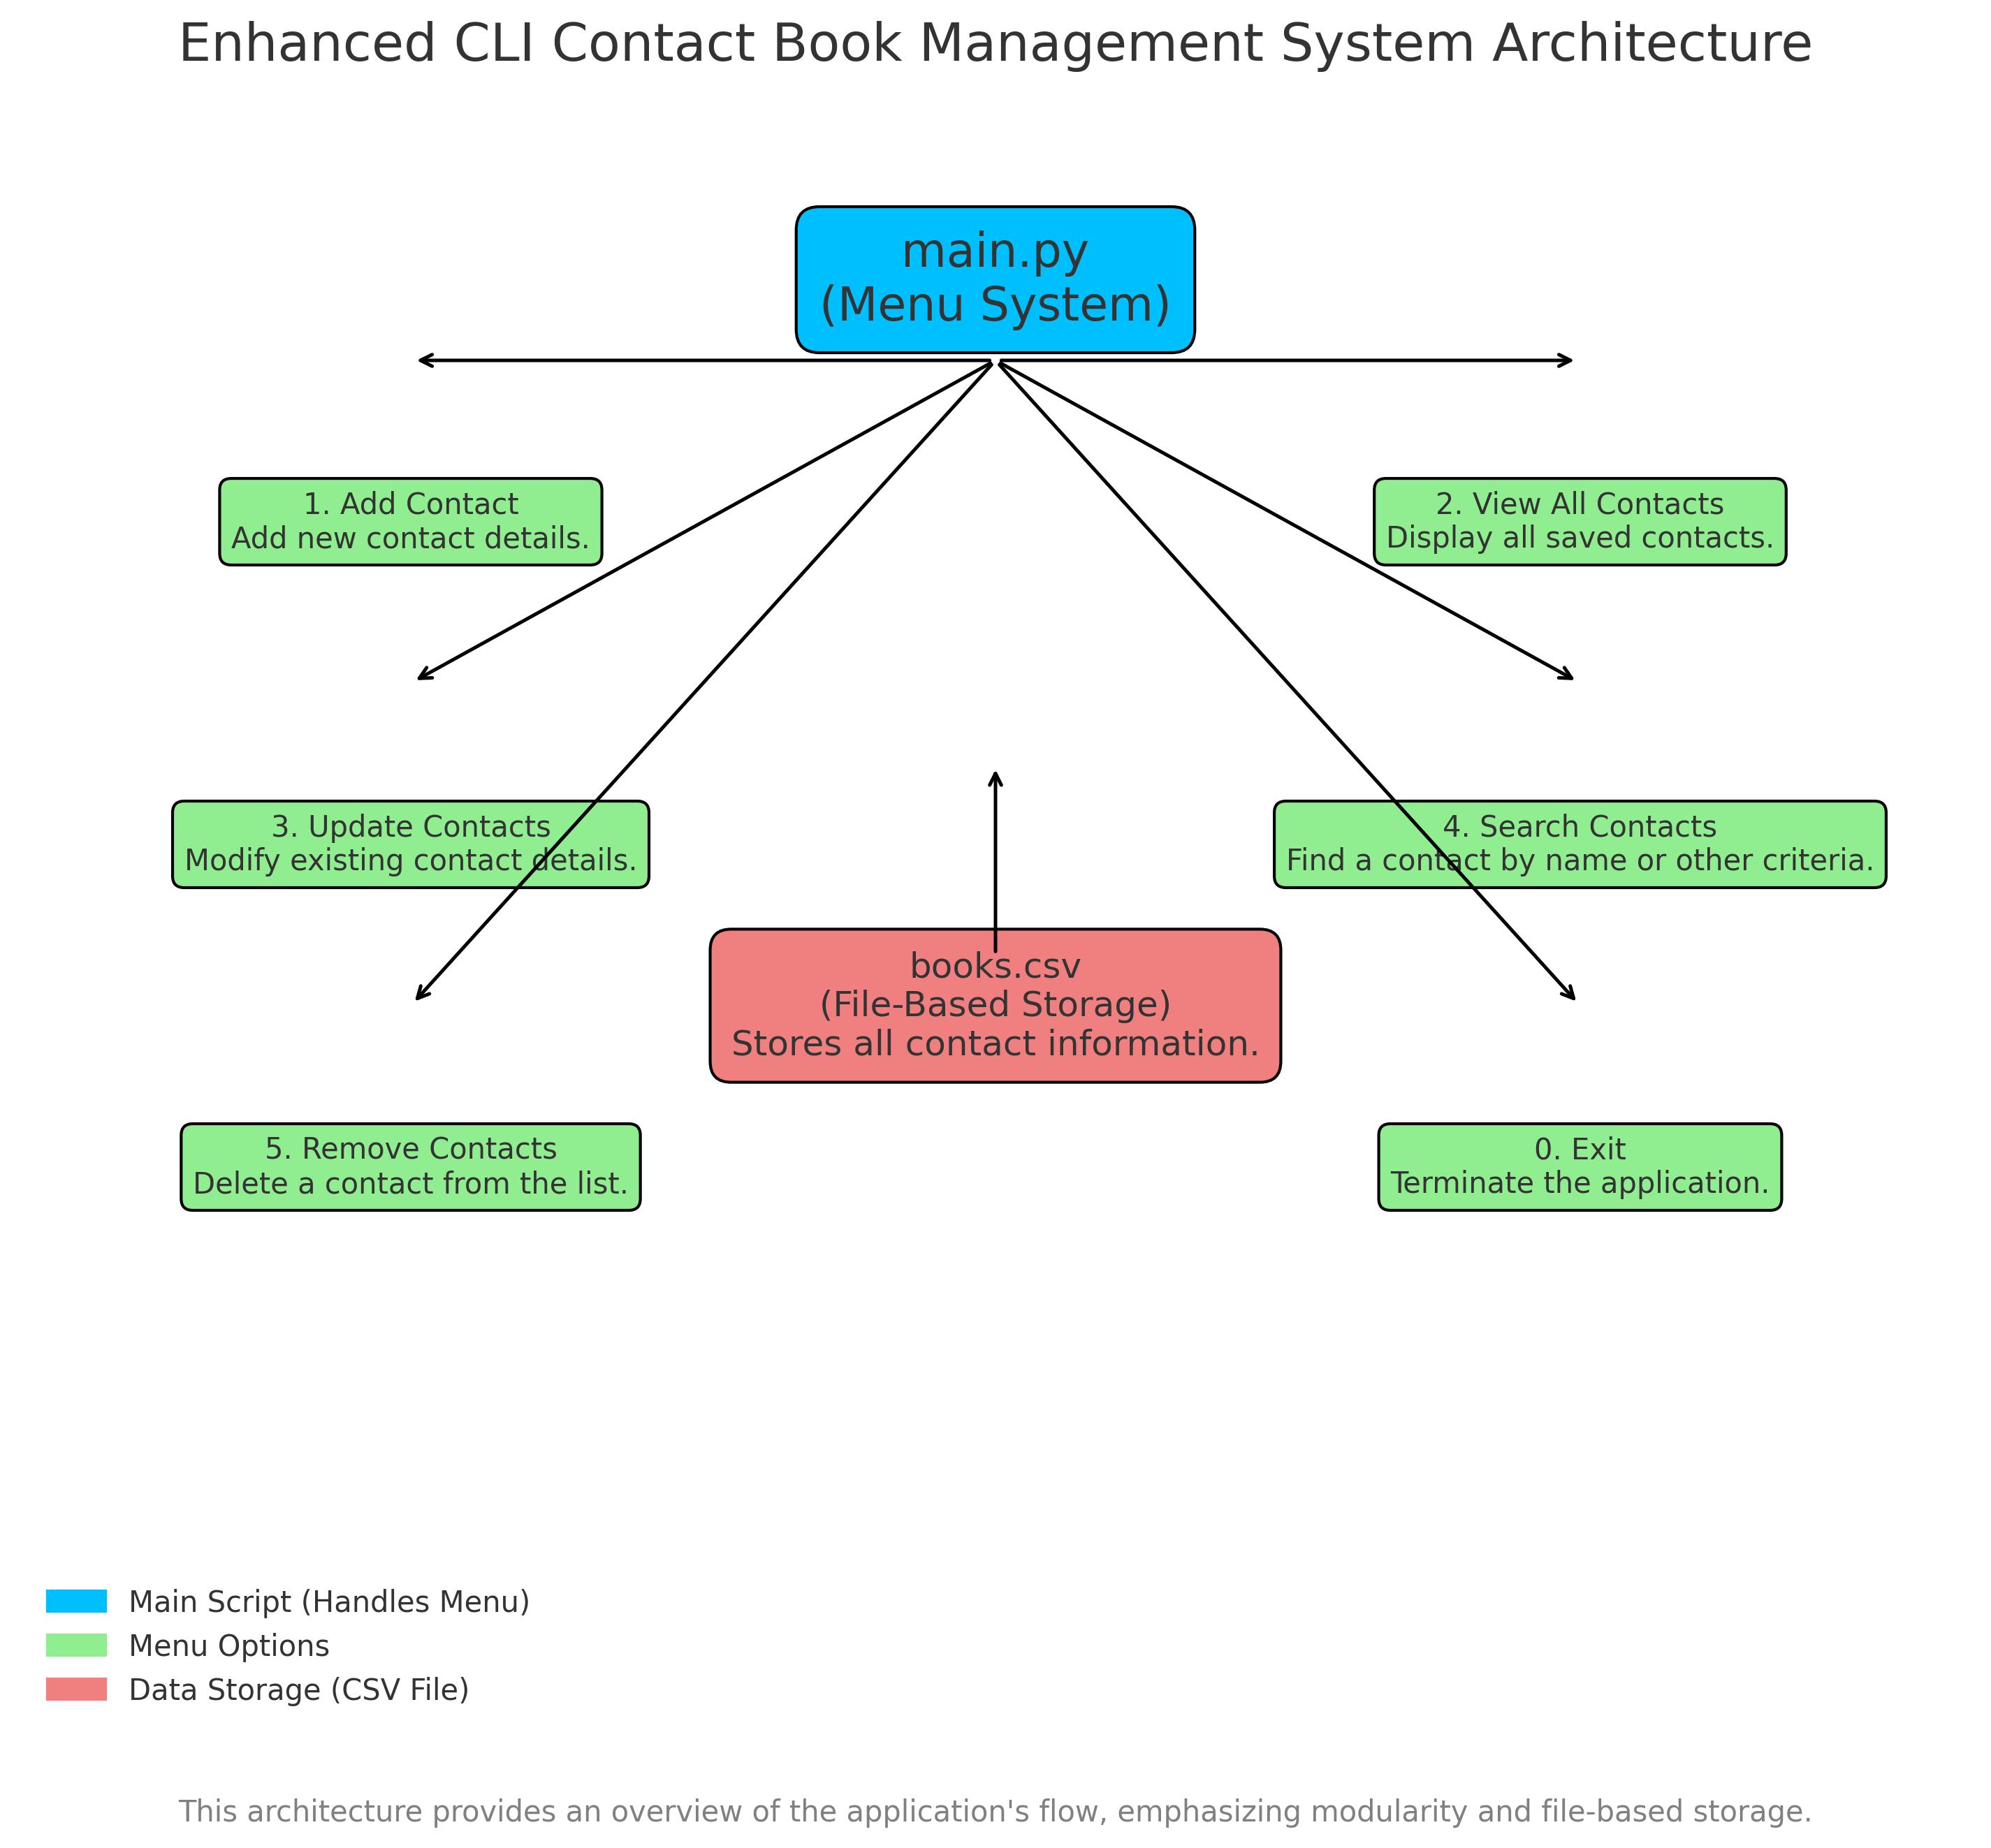 Enhanced CLI Contact Book Management System Architecture
main.py
(Menu System)
1. Add Contact
Add new contact details.
2. View All Contacts
Display all saved contacts.
3. Update Contacts
Modify existing contact details.
4. Search Contacts
Find a contact by name or other criteria.
books.csv
(File-Based Storage)
Stores all contact information.
5. Remove Contacts
Delete a contact from the list.
0. Exit
Terminate the application.
Main Script (Handles Menu)
Menu Options
Data Storage (CSV File)
This architecture provides an overview of the application's flow, emphasizing modularity and file-based storage.